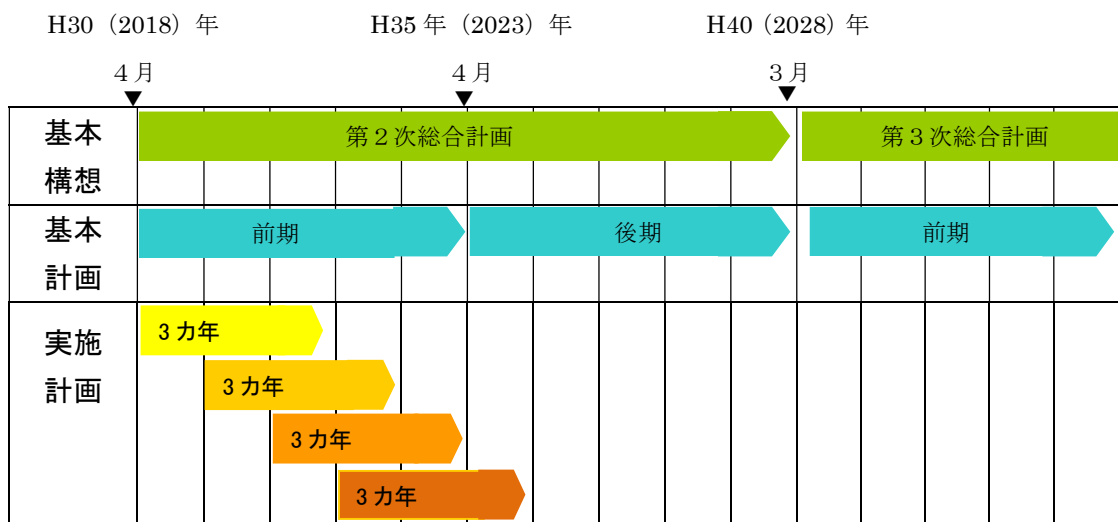 H30（2018）年 H35年（2023）年 H40（2028）年
４月 ４月 ３月
基本
構想
第２次総合計画 第３次総合計画
基本
計画
前期 後期 前期
実施
計画
3カ年
3カ年
3カ年
3カ年